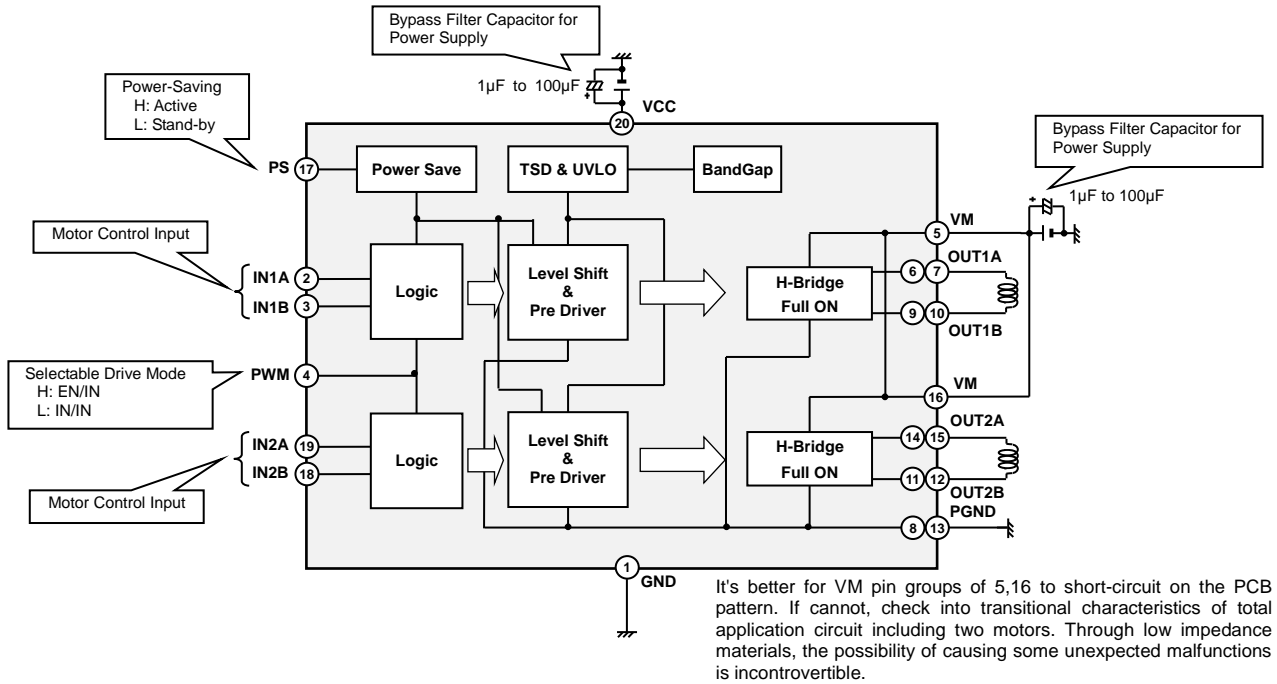 Bypass Filter Capacitor for
Power Supply
1µF to 100µF
+
VCC
20
Power-Saving
H: Active
L: Stand-by
PS 17
Power Save
TSD & UVLO
BandGap
Bypass Filter Capacitor for
Power Supply
+
1µF to 100µF
VM
5
Motor Control Input
IN1A 2
IN1B 3
Logic
Level Shift
&
Pre Driver
H-Bridge
Full ON
OUT1A
6 7
9 10
OUT1B
Selectable Drive Mode
H: EN/IN
L: IN/IN
PWM 4
VM
16
IN2A 19
IN2B 18
Motor Control Input
Logic
Level Shift
&
Pre Driver
H-Bridge
Full ON
OUT2A
14 15
11 12
OUT2B
PGND
8 13
1
GND
It's better for VM pin groups of 5,16 to short-circuit on the PCB
pattern. If cannot, check into transitional characteristics of total
application circuit including two motors. Through low impedance
materials, the possibility of causing some unexpected malfunctions
is incontrovertible.